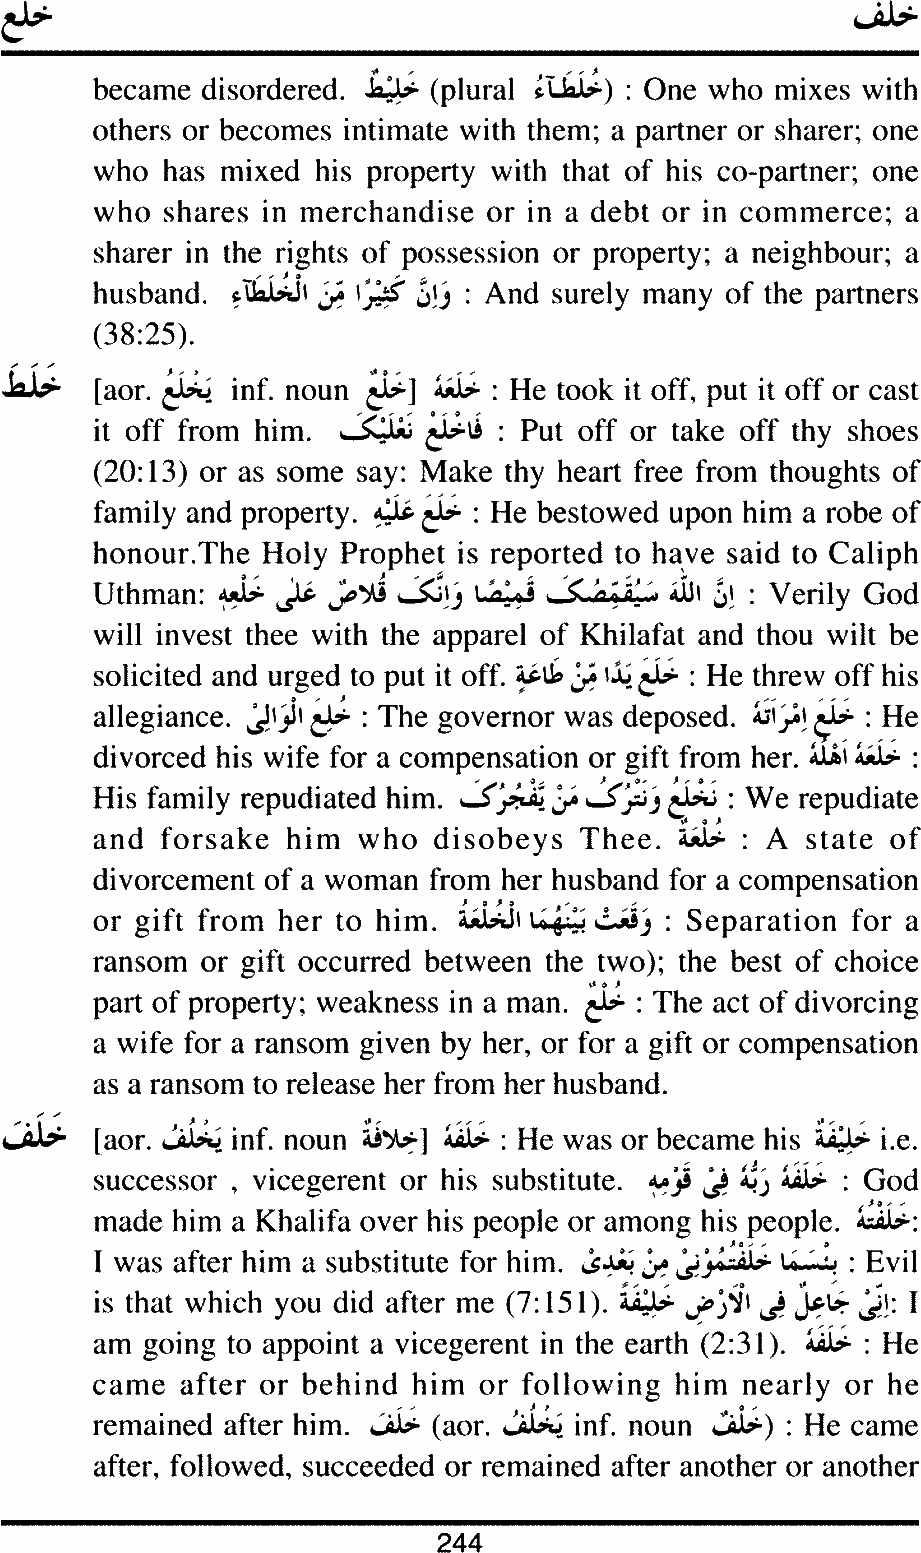 خلع خلف
became disordered. خَلِیْطٌ (plural خُلَطَآءُ) : One who mixes with
others or becomes intimate with them; a partner or sharer; one
who has mixed his property with that of his co-partner; one
who shares in merchandise or in a debt or in commerce; a
sharer in the rights of possession or property; a neighbour; a
husband. وَاِنَّ کَثِیْرًا مِّنَ الْخُلَطَآءِ : And surely many of the partners
(38:25).
خَلَطَ [aor. یَخْلَعُ inf. noun خَلْعٌ] خَلَعَهٗ : He took it off, put it off or cast
it off from him. فَاخْلَعْ نَعْلَیْکَ : Put off or take off thy shoes
(20:13) or as some say: Make thy heart free from thoughts of
family and property. خَلَعَ عَلَیْهِ : He bestowed upon him a robe of
honour.The Holy Prophet is reported to have said to Caliph
Uthman: اِنَّ اللّٰهَ سَیُقَمِّصُکَ قَمِیْصًا وَاِنَّکَ قَلاصٌ عَلٰی خَلْعِهٖ : Verily God
will invest thee with the apparel of Khilafat and thou wilt be
solicited and urged to put it off. خَلَعَ یَدًا مِّنْ طَاعَةٍ : He threw off his
allegiance. خُلِعَ الْوَالِیُ : The governor was deposed. خَلَعَ اِمْرَاَتَهٗ : He
divorced his wife for a compensation or gift from her. خَلَعَهٗ اَهْلُهٗ :
His family repudiated him. نَخْلَعُ وَنَتْرُکُ مَنْ یَّفْجُرُکَ : We repudiate
and forsake him who disobeys Thee. خُلْعَةٌ : A state of
divorcement of a woman from her husband for a compensation
or gift from her to him. وَقَعَتْ بَیْنَهُمَا الْخُلْعَةُ : Separation for a
ransom or gift occurred between the two); the best of choice
part of property; weakness in a man. خُلْعٌ : The act of divorcing
a wife for a ransom given by her, or for a gift or compensation
as a ransom to release her from her husband.
خَلَفَ [aor. یَخْلُفُ inf. noun خِلافَةٌ] خَلَفَهٗ : He was or became his خَلِیْفَةٌ i.e.
successor , vicegerent or his substitute. خَلَفَهٗ رَبُّهٗ فِیْ قَوْمِهٖ : God
made him a Khalifa over his people or among his people. خَلَفْتُهٗ:
I was after him a substitute for him. بِئْسَمَا خَلَفْتُمُوْنِیْ مِنْ بَعْدِیْ : Evil
is that which you did after me (7:151). اِنِّیْ جَاعِلٌ فِی الْاَرْضِ خَلِیْفَةً: I
am going to appoint a vicegerent in the earth (2:31). خَلَفَهٗ : He
came after or behind him or following him nearly or he
remained after him. خَلَفَ (aor. یَخْلُفُ inf. noun خَلْفٌ) : He came
after, followed, succeeded or remained after another or another
244